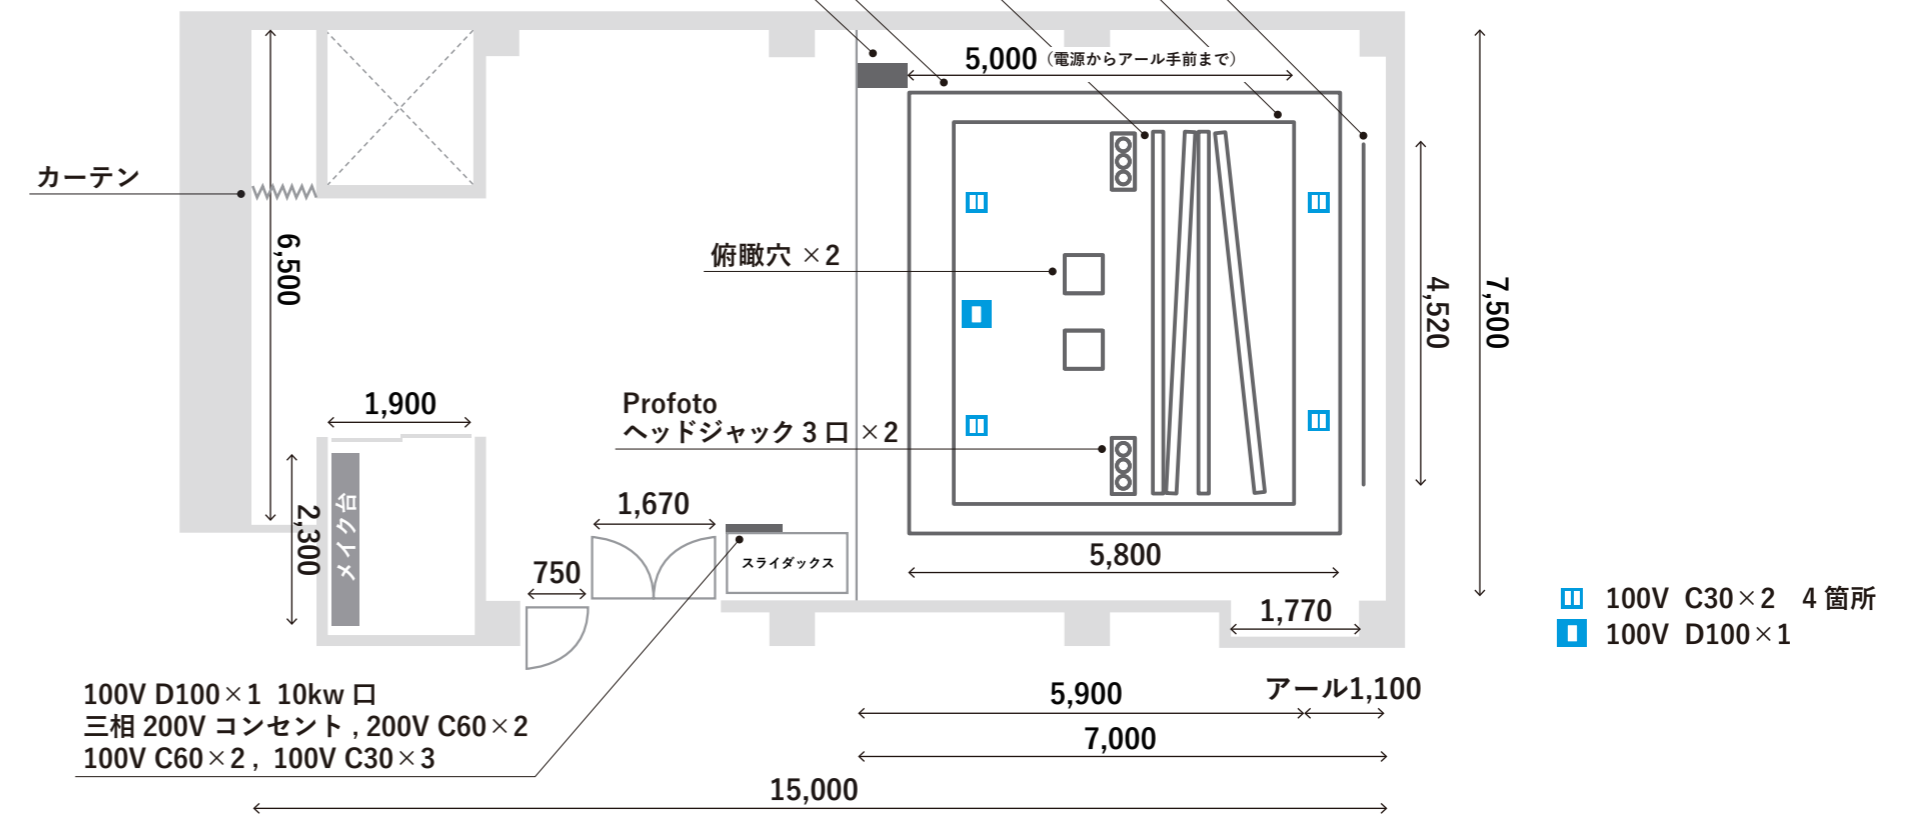 5,000（電源からアール手前まで）
カーテン
6,500
俯瞰穴 ×2
4,520
7,500
1,900
Profoto
ヘッドジャック 3 口 ×2
メイク台
2,300
1,670
スライダックス
750
5,800
1,770
100V C30×2 4 箇所
100V D100×1
100V D100×1 10kw 口
三相 200V コンセント , 200V C60×2
100V C60×2 , 100V C30×3
5,900
アール1,100
7,000
15,000